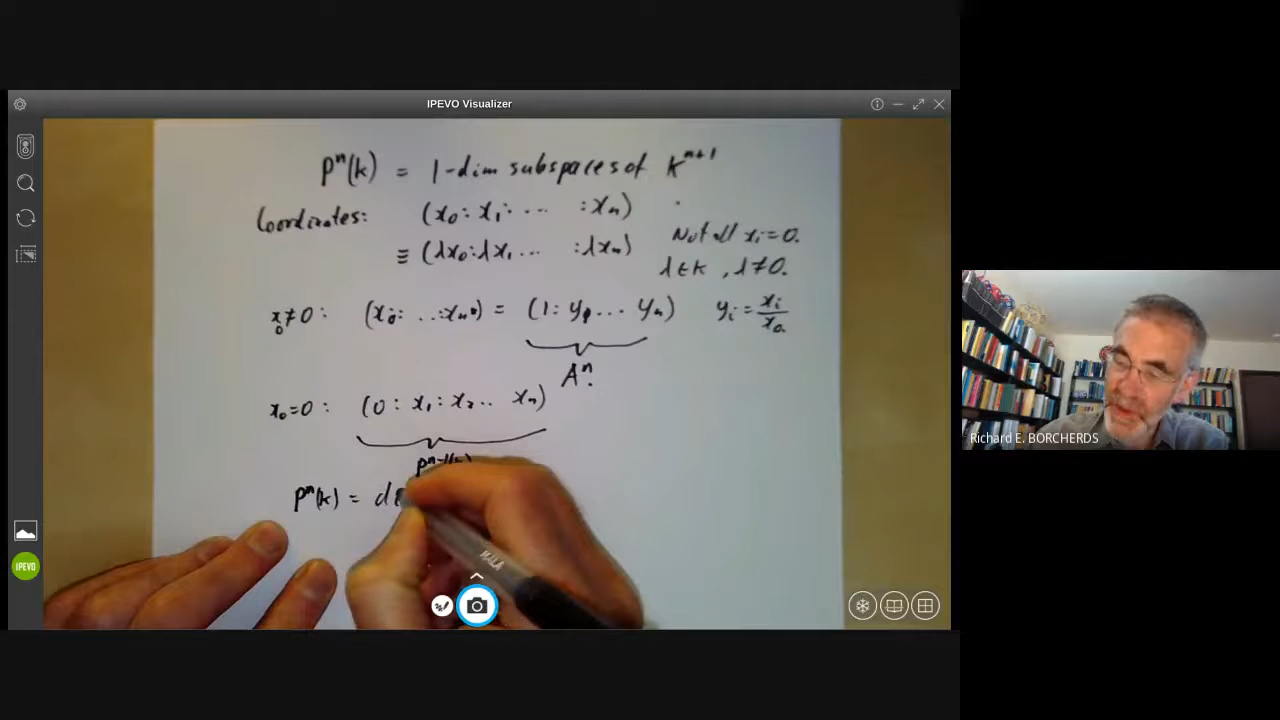 IPEVO Visualizer
Pⁿ(k) = 1-dim subspaces of kⁿ⁺¹
Coordinates: (x₀:x₁: ... :xₙ) Not all xᵢ=0.
≡ (λx₀:λx₁ ... :λxₙ) λ∈k, λ≠0.
x₀≠0: (x₀: ...:xₙ) = (1: y₁... yₙ) yᵢ = xᵢ/x₀
Aⁿ.
x₀=0: (0: x₁: x₂.. xₙ)
Pⁿ(k) =
HALA
IPEVO
Richard E. BORCHERDS